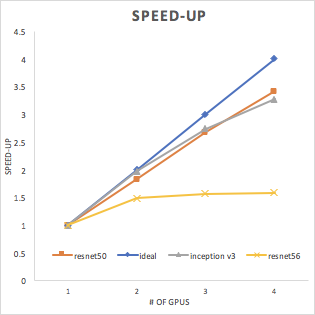 SPEED-UP
4.5
4
3.5
3
2.5
2
1.5
1
0.5
0
SPEED-UP
resnet50 ideal inception v3 resnet56
1 2 3 4
# OF GPUS